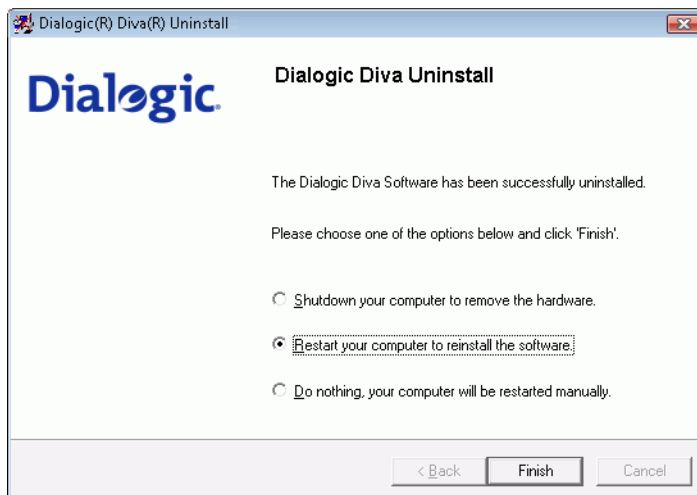 Dialogic(R) Diva(R) Uninstall
Dialogic®
Dialogic Diva Uninstall
The Dialogic Diva Software has been successfully uninstalled.
Please choose one of the options below and click 'Finish'.
Shutdown your computer to remove the hardware.
Restart your computer to reinstall the software.
Do nothing, your computer will be restarted manually.
< Back
Finish
Cancel